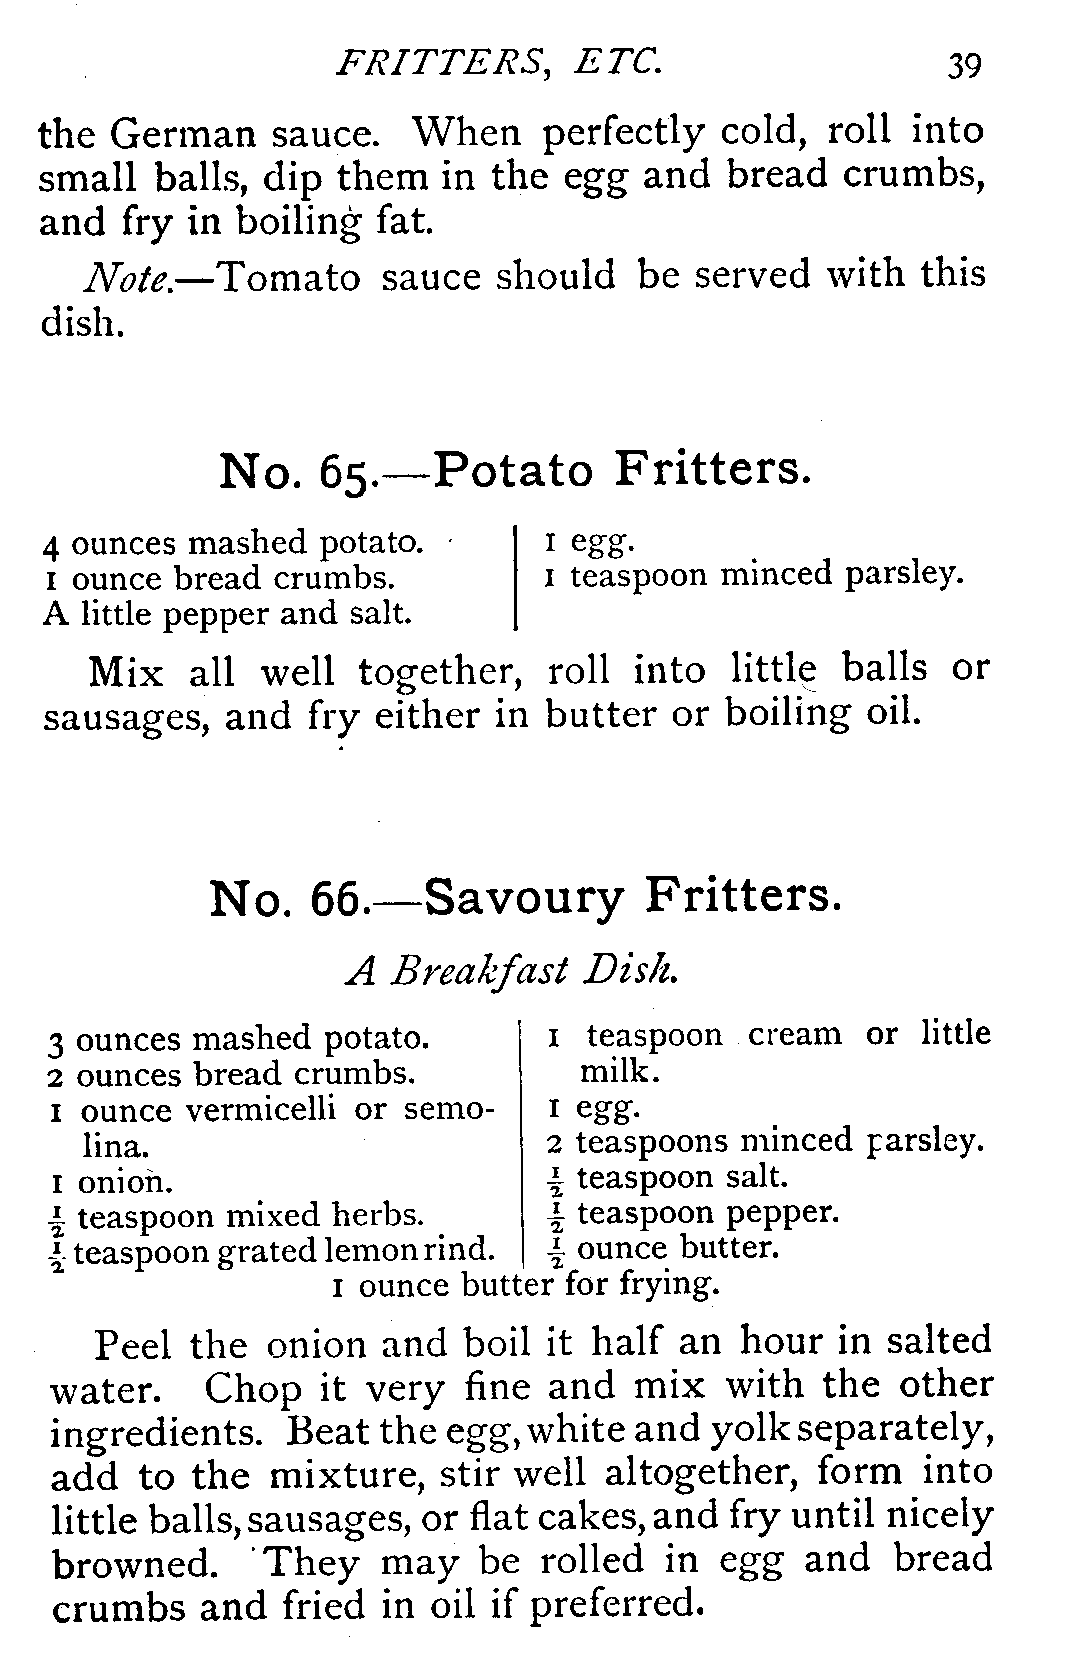 FRITTERS, ETC. 39
the German sauce. When perfectly cold, roll into
small balls, dip them in the egg and bread crumbs,
and fry in boiling fat.
Note.—Tomato sauce should be served with this
dish.
No. 65.—Potato Fritters.
4 ounces mashed potato.
1 ounce bread crumbs.
A little pepper and salt.
1 egg.
1 teaspoon minced parsley.
Mix all well together, roll into little balls or
sausages, and fry either in butter or boiling oil.
No. 66.—Savoury Fritters.
A Breakfast Dish.
3 ounces mashed potato.
2 ounces bread crumbs.
1 ounce vermicelli or semo-
lina.
1 onion.
½ teaspoon mixed herbs.
½ teaspoon grated lemon rind.
1 teaspoon cream or little
milk.
1 egg.
2 teaspoons minced parsley.
½ teaspoon salt.
½ teaspoon pepper.
½ ounce butter.
1 ounce butter for frying.
Peel the onion and boil it half an hour in salted
water. Chop it very fine and mix with the other
ingredients. Beat the egg, white and yolk separately,
add to the mixture, stir well altogether, form into
little balls, sausages, or flat cakes, and fry until nicely
browned. They may be rolled in egg and bread
crumbs and fried in oil if preferred.